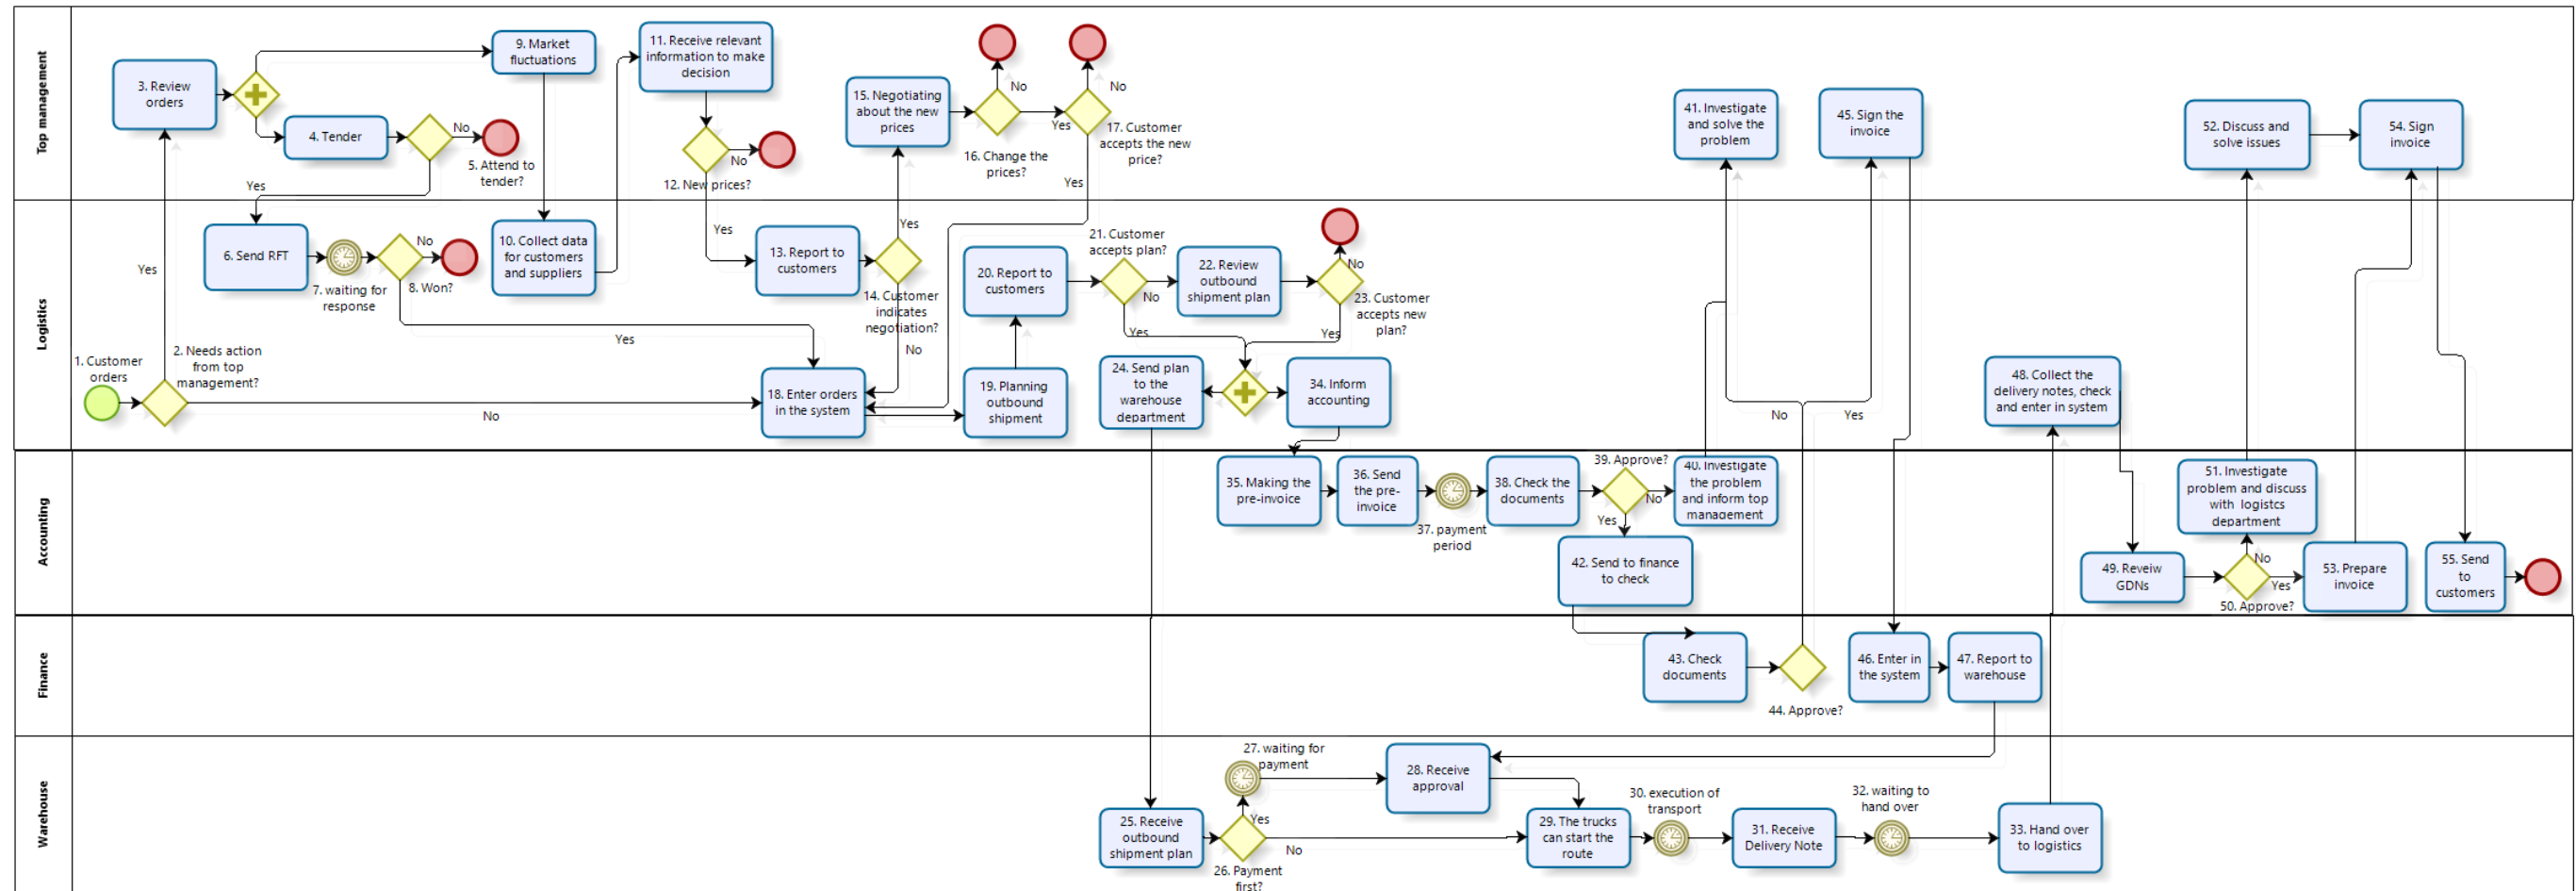 Top management
3. Review
orders
9. Market
fluctuations
4. Tender
No
5. Attend to
tender?
Yes
11. Receive relevant
information to make
decision
12. New prices?
No
15. Negotiating
about the new
prices
No
16. Change the
prices?
Yes
No
17. Customer
accepts the new
price?
Yes
41. Investigate
and solve the
problem
45. Sign the
invoice
52. Discuss and
solve issues
54. Sign
invoice
Logistics
1. Customer
orders
2. Needs action
from top
management?
Yes
No
6. Send RFT
7. waiting for
response
No
8. Won?
Yes
10. Collect data
for customers
and suppliers
Yes
13. Report to
customers
Yes
14. Customer
indicates
negotiation?
No
18. Enter orders
in the system
19. Planning
outbound
shipment
20. Report to
customers
21. Customer
accepts plan?
No
Yes
22. Review
outbound
shipment plan
No
23. Customer
accepts new
plan?
Yes
24. Send plan
to the
warehouse
department
34. Inform
accounting
No
Yes
48. Collect the
delivery notes, check
and enter in system
Accounting
35. Making the
pre-invoice
36. Send
the pre-
invoice
37. payment
period
38. Check the
documents
39. Approve?
No
Yes
40. Investigate
the problem
and inform top
management
42. Send to finance
to check
49. Reveiw
GDNs
50. Approve?
No
Yes
51. Investigate
problem and discuss
with logistcs
department
53. Prepare
invoice
55. Send
to
customers
Finance
43. Check
documents
44. Approve?
46. Enter in
the system
47. Report to
warehouse
Warehouse
25. Receive
outbound
shipment plan
26. Payment
first?
Yes
No
27. waiting for
payment
28. Receive
approval
29. The trucks
can start the
route
30. execution of
transport
31. Receive
Delivery Note
32. waiting to
hand over
33. Hand over
to logistics